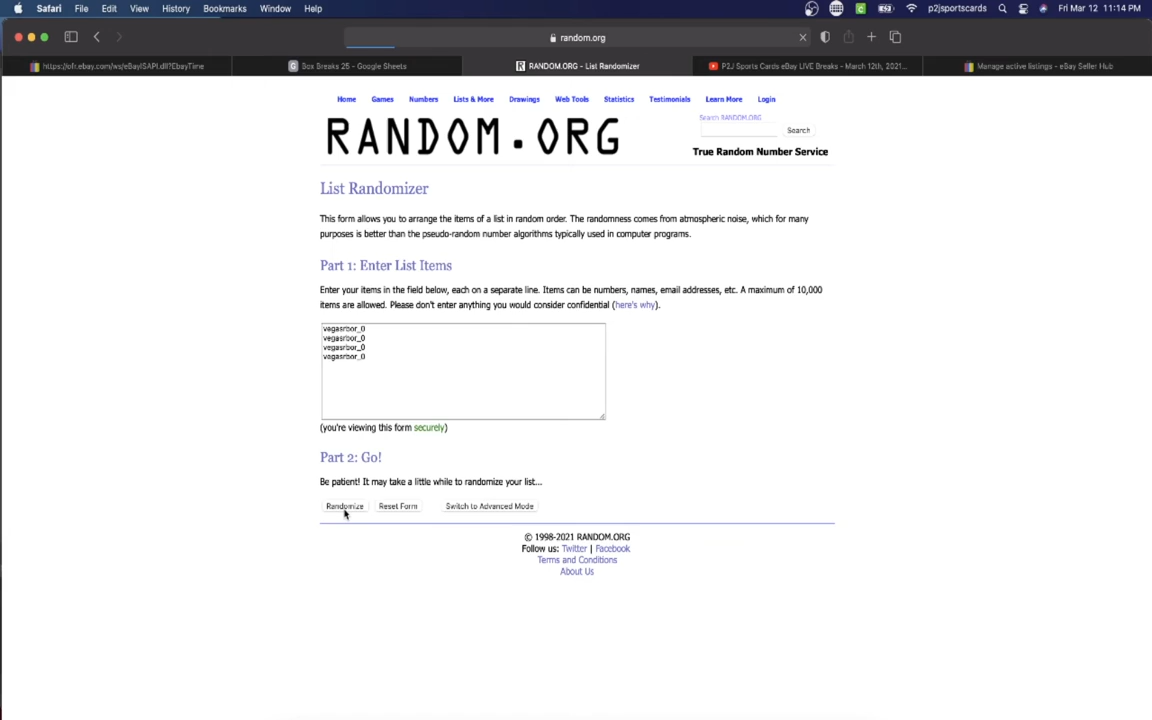 Safari File Edit View History Bookmarks Window Help p2jsportscards Fri Mar 12 11:14 PM
random.org
https://ofr.ebay.com/ws/eBayISAPI.dll?EbayTime Box Breaks 25 – Google Sheets RANDOM.ORG - List Randomizer P2J Sports Cards eBay LIVE Breaks - March 12th, 2021... Manage active listings - eBay Seller Hub
Home Games Numbers Lists & More Drawings Web Tools Statistics Testimonials Learn More Login
Search RANDOM.ORG
RANDOM.ORG
Search
True Random Number Service
List Randomizer
This form allows you to arrange the items of a list in random order. The randomness comes from atmospheric noise, which for many
purposes is better than the pseudo-random number algorithms typically used in computer programs.
Part 1: Enter List Items
Enter your items in the field below, each on a separate line. Items can be numbers, names, email addresses, etc. A maximum of 10,000
items are allowed. Please don't enter anything you would consider confidential (here's why).
vegasrbor_0
vegasrbor_0
vegasrbor_0
vegasrbor_0
(you're viewing this form securely)
Part 2: Go!
Be patient! It may take a little while to randomize your list...
Randomize Reset Form Switch to Advanced Mode
© 1998-2021 RANDOM.ORG
Follow us: Twitter | Facebook
Terms and Conditions
About Us